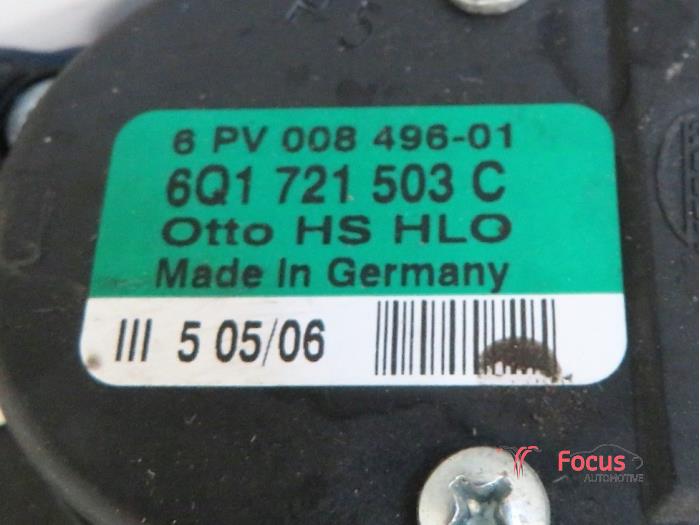 6 PV 008 496-01
6Q1 721 503 C
Otto HS HLO
Made In Germany
III 5 05/06
Focus
AUTOMOTIVE